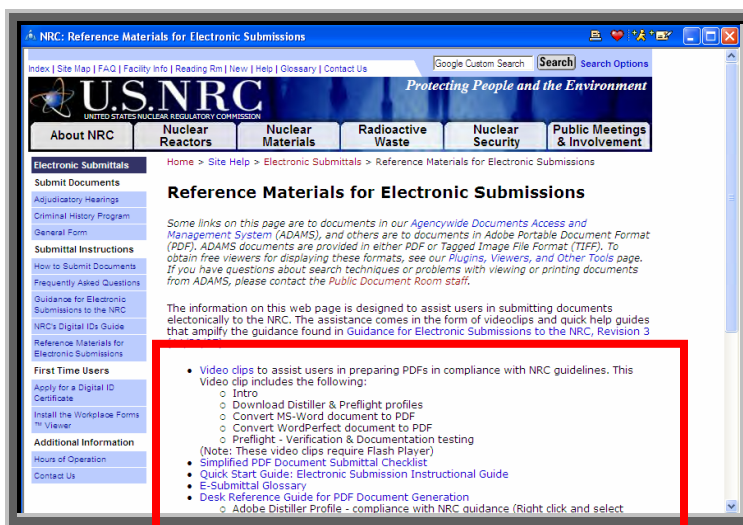 NRC: Reference Materials for Electronic Submissions
Index | Site Map | FAQ | Facility Info | Reading Rm | New | Help | Glossary | Contact Us
Google Custom Search Search Search Options
U.S.NRC
UNITED STATES NUCLEAR REGULATORY COMMISSION
Protecting People and the Environment
About NRC
Nuclear Reactors
Nuclear Materials
Radioactive Waste
Nuclear Security
Public Meetings & Involvement
Electronic Submittals
Submit Documents
Adjudicatory Hearings
Criminal History Program
General Form
Submittal Instructions
How to Submit Documents
Frequently Asked Questions
Guidance for Electronic
Submissions to the NRC
NRC's Digital IDs Guide
Reference Materials for
Electronic Submissions
First Time Users
Apply for a Digital ID
Certificate
Install the Workplace Forms
™ Viewer
Additional Information
Hours of Operation
Contact Us
Home > Site Help > Electronic Submittals > Reference Materials for Electronic Submissions
Reference Materials for Electronic Submissions
Some links on this page are to documents in our Agencywide Documents Access and
Management System (ADAMS), and others are to documents in Adobe Portable Document Format
(PDF). ADAMS documents are provided in either PDF or Tagged Image File Format (TIFF). To
obtain free viewers for displaying these formats, see our Plugins, Viewers, and Other Tools page.
If you have questions about search techniques or problems with viewing or printing documents
from ADAMS, please contact the Public Document Room staff.
The information on this web page is designed to assist users in submitting documents
electonically to the NRC. The assistance comes in the form of videoclips and quick help guides
that ampify the guidance found in Guidance for Electronic Submissions to the NRC, Revision 3
• Video clips to assist users in preparing PDFs in compliance with NRC guidelines. This
Video clip includes the following:
o Intro
o Download Distiller & Preflight profiles
o Convert MS-Word document to PDF
o Convert WordPerfect document to PDF
o Preflight - Verification & Documentation testing
(Note: These video clips require Flash Player)
• Simplified PDF Document Submittal Checklist
• Quick Start Guide: Electronic Submission Instructional Guide
• E-Submittal Glossary
• Desk Reference Guide for PDF Document Generation
o Adobe Distiller Profile - compliance with NRC guidance (Right click and select